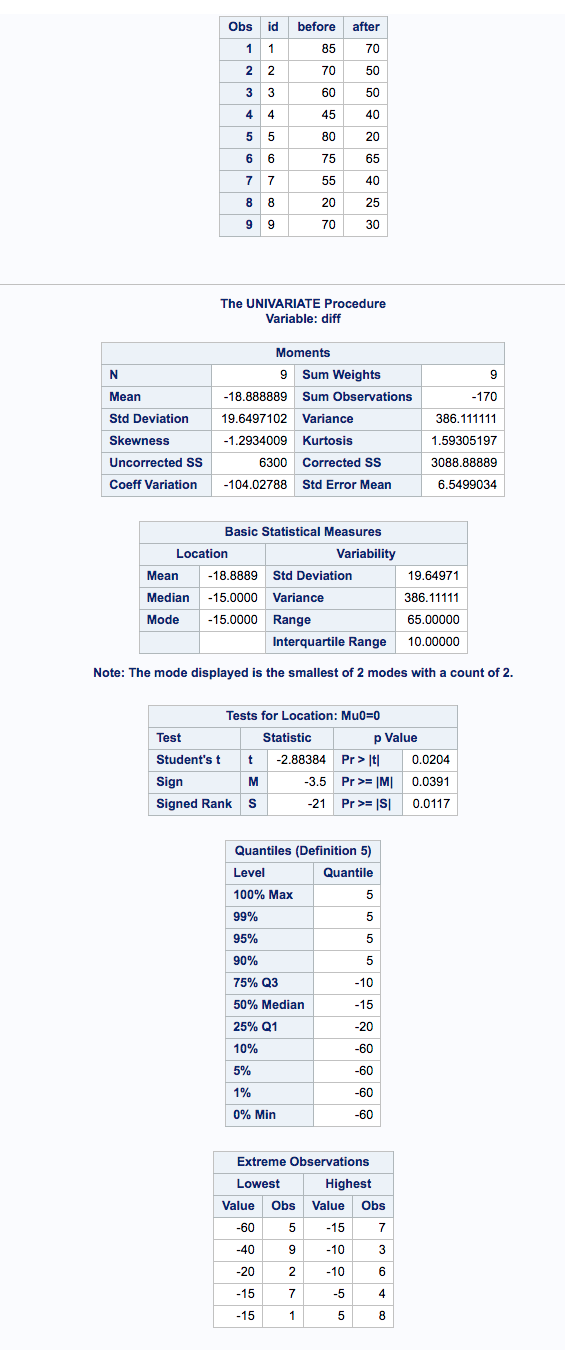 Obs id before after
1 1 85 70
2 2 70 50
3 3 60 50
4 4 45 40
5 5 80 20
6 6 75 65
7 7 55 40
8 8 20 25
9 9 70 30
The UNIVARIATE Procedure
Variable: diff
Moments
N 9 Sum Weights 9
Mean -18.888889 Sum Observations -170
Std Deviation 19.6497102 Variance 386.111111
Skewness -1.2934009 Kurtosis 1.59305197
Uncorrected SS 6300 Corrected SS 3088.88889
Coeff Variation -104.02788 Std Error Mean 6.5499034
Basic Statistical Measures
Location Variability
Mean -18.8889 Std Deviation 19.64971
Median -15.0000 Variance 386.11111
Mode -15.0000 Range 65.00000
Interquartile Range 10.00000
Note: The mode displayed is the smallest of 2 modes with a count of 2.
Tests for Location: Mu0=0
Test Statistic p Value
Student's t t -2.88384 Pr > |t| 0.0204
Sign M -3.5 Pr >= |M| 0.0391
Signed Rank S -21 Pr >= |S| 0.0117
Quantiles (Definition 5)
Level Quantile
100% Max 5
99% 5
95% 5
90% 5
75% Q3 -10
50% Median -15
25% Q1 -20
10% -60
5% -60
1% -60
0% Min -60
Extreme Observations
Lowest Highest
Value Obs Value Obs
-60 5 -15 7
-40 9 -10 3
-20 2 -10 6
-15 7 -5 4
-15 1 5 8